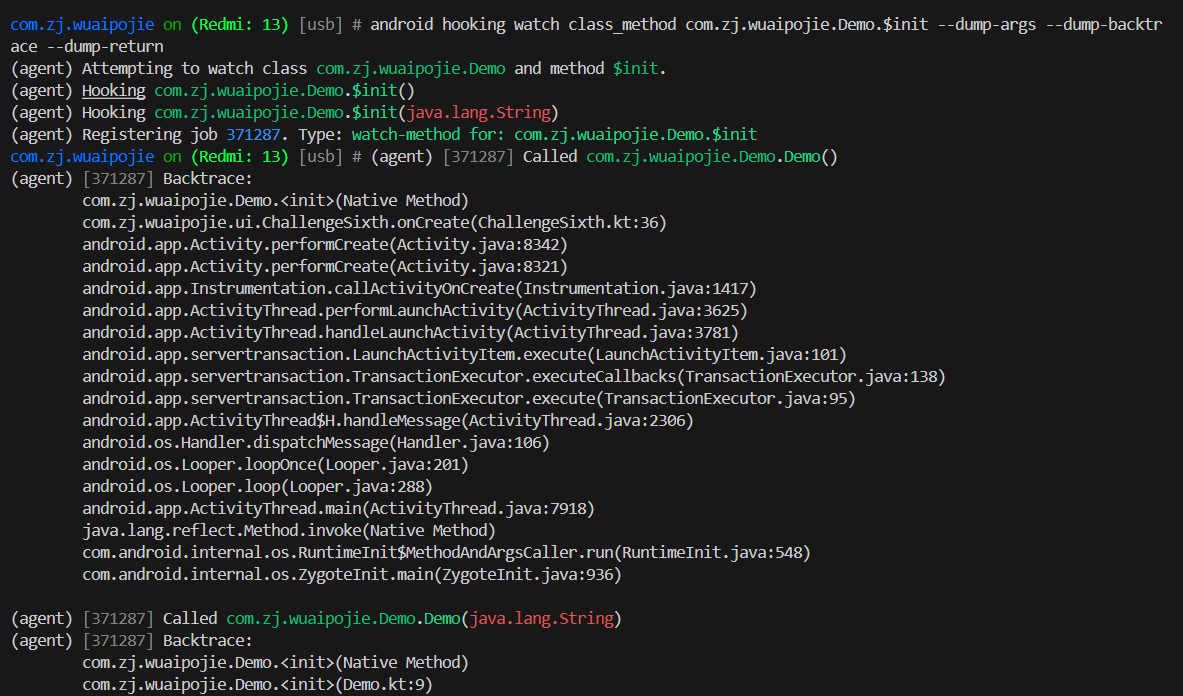 com.zj.wuaipojie on (Redmi: 13) [usb] # android hooking watch class_method com.zj.wuaipojie.Demo.$init --dump-args --dump-backtr
ace --dump-return
(agent) Attempting to watch class com.zj.wuaipojie.Demo and method $init.
(agent) Hooking com.zj.wuaipojie.Demo.$init()
(agent) Hooking com.zj.wuaipojie.Demo.$init(java.lang.String)
(agent) Registering job 371287. Type: watch-method for: com.zj.wuaipojie.Demo.$init
com.zj.wuaipojie on (Redmi: 13) [usb] # (agent) [371287] Called com.zj.wuaipojie.Demo.Demo()
(agent) [371287] Backtrace:
        com.zj.wuaipojie.Demo.<init>(Native Method)
        com.zj.wuaipojie.ui.ChallengeSixth.onCreate(ChallengeSixth.kt:36)
        android.app.Activity.performCreate(Activity.java:8342)
        android.app.Activity.performCreate(Activity.java:8321)
        android.app.Instrumentation.callActivityOnCreate(Instrumentation.java:1417)
        android.app.ActivityThread.performLaunchActivity(ActivityThread.java:3625)
        android.app.ActivityThread.handleLaunchActivity(ActivityThread.java:3781)
        android.app.servertransaction.LaunchActivityItem.execute(LaunchActivityItem.java:101)
        android.app.servertransaction.TransactionExecutor.executeCallbacks(TransactionExecutor.java:138)
        android.app.servertransaction.TransactionExecutor.execute(TransactionExecutor.java:95)
        android.app.ActivityThread$H.handleMessage(ActivityThread.java:2306)
        android.os.Handler.dispatchMessage(Handler.java:106)
        android.os.Looper.loopOnce(Looper.java:201)
        android.os.Looper.loop(Looper.java:288)
        android.app.ActivityThread.main(ActivityThread.java:7918)
        java.lang.reflect.Method.invoke(Native Method)
        com.android.internal.os.RuntimeInit$MethodAndArgsCaller.run(RuntimeInit.java:548)
        com.android.internal.os.ZygoteInit.main(ZygoteInit.java:936)
(agent) [371287] Called com.zj.wuaipojie.Demo.Demo(java.lang.String)
(agent) [371287] Backtrace:
        com.zj.wuaipojie.Demo.<init>(Native Method)
        com.zj.wuaipojie.Demo.<init>(Demo.kt:9)